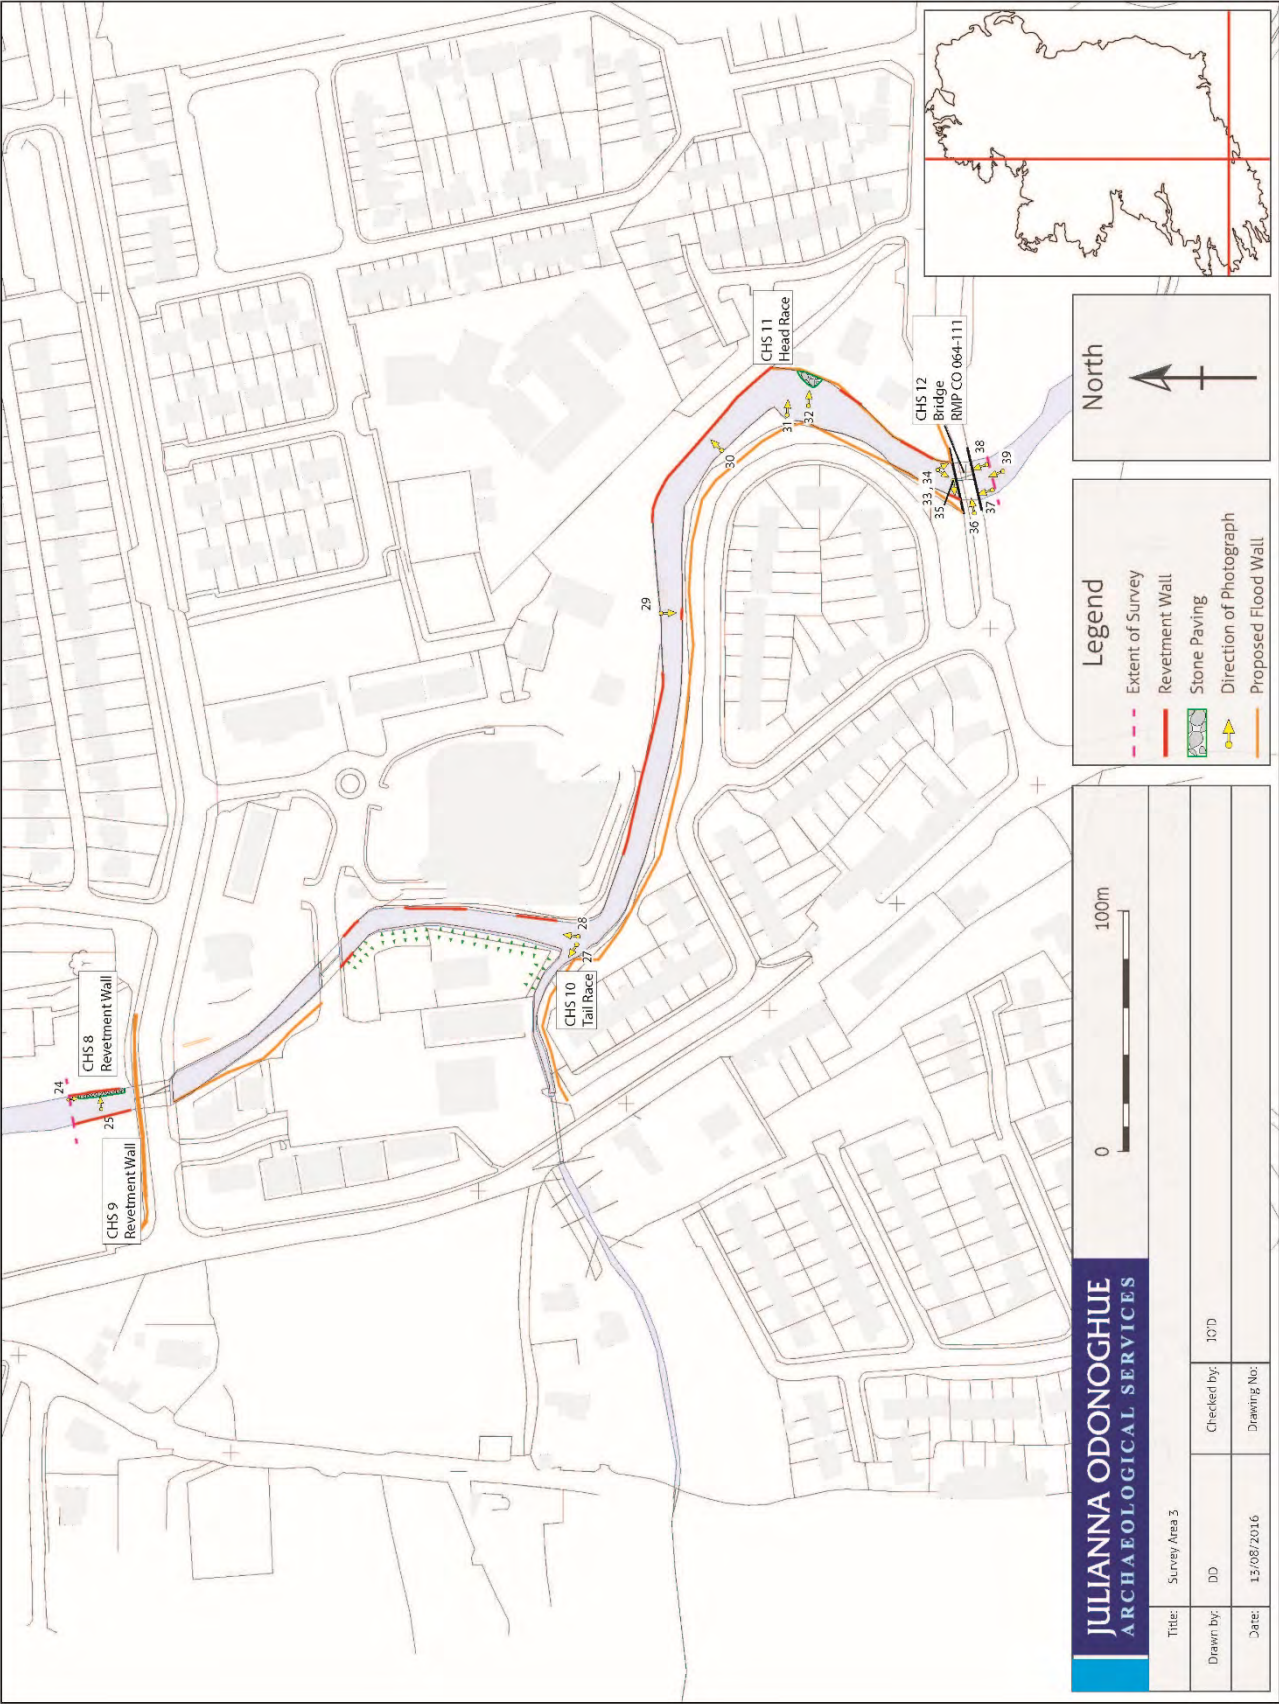 CHS 9
Revetment Wall
25
24
CHS 8
Revetment Wall
CHS 10
Tail Race
27
28
29
30
31
32
CHS 11
Head Race
CHS 12
Bridge
RMP CO 064-111
33
34
35
36
37
38
39
JULIANNA ODONOGHUE
ARCHAEOLOGICAL SERVICES
Title: Survey Area 3
Drawn by: DD Checked by: JO'D
Date: 13/08/2016 Drawing No:
0 100m
Legend
Extent of Survey
Revetment Wall
Stone Paving
Direction of Photograph
Proposed Flood Wall
North